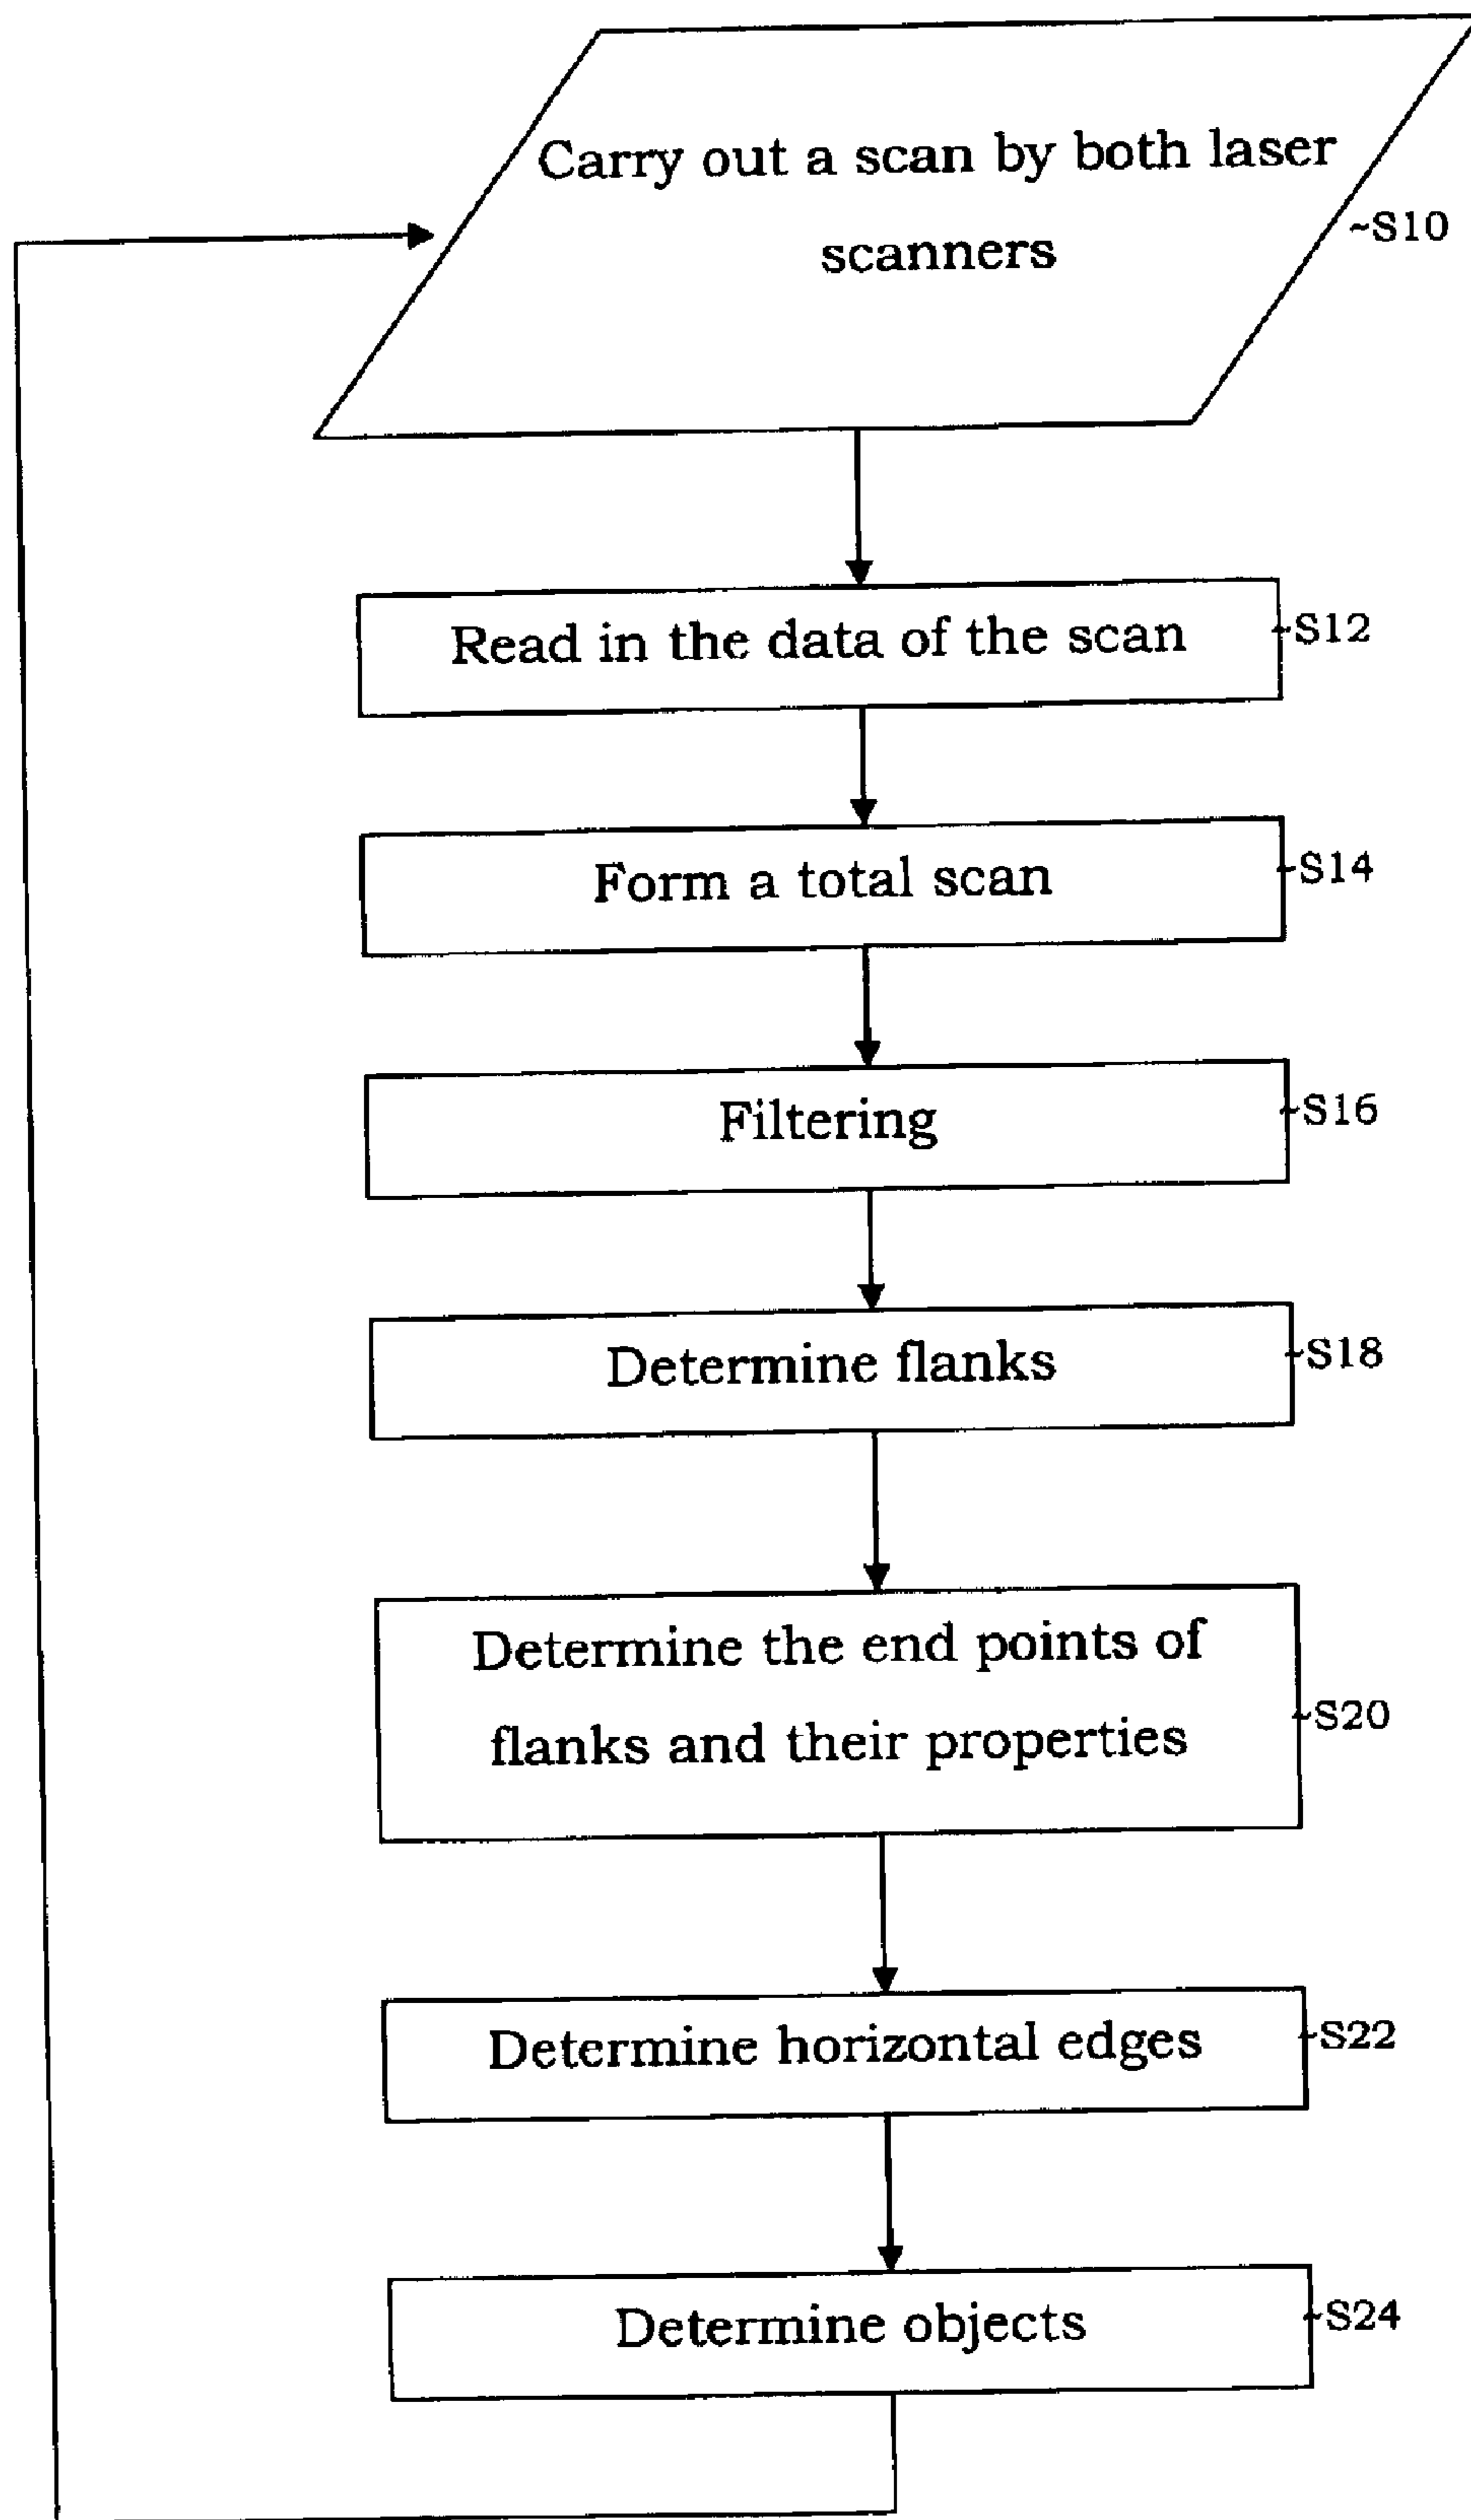 Carry out a scan by both laser
scanners
~S10
Read in the data of the scan
~S12
Form a total scan
~S14
Filtering
~S16
Determine flanks
~S18
Determine the end points of
flanks and their properties
~S20
Determine horizontal edges
~S22
Determine objects
~S24